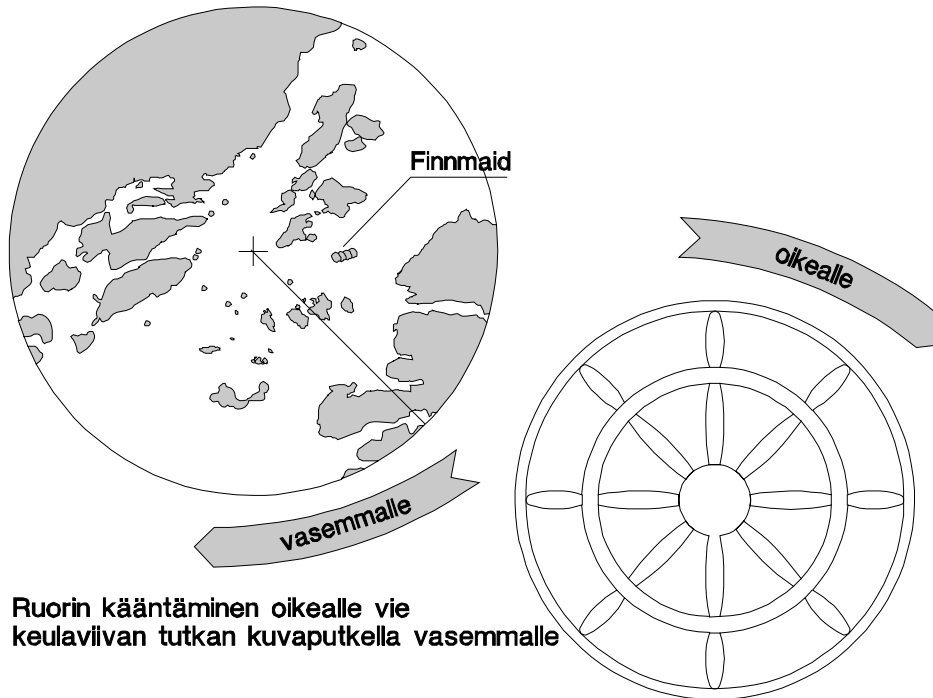 Finnmaid
oikealle
vasemmalle
Ruorin kääntäminen oikealle vie
keulaviivan tutkan kuvaputkella vasemmalle